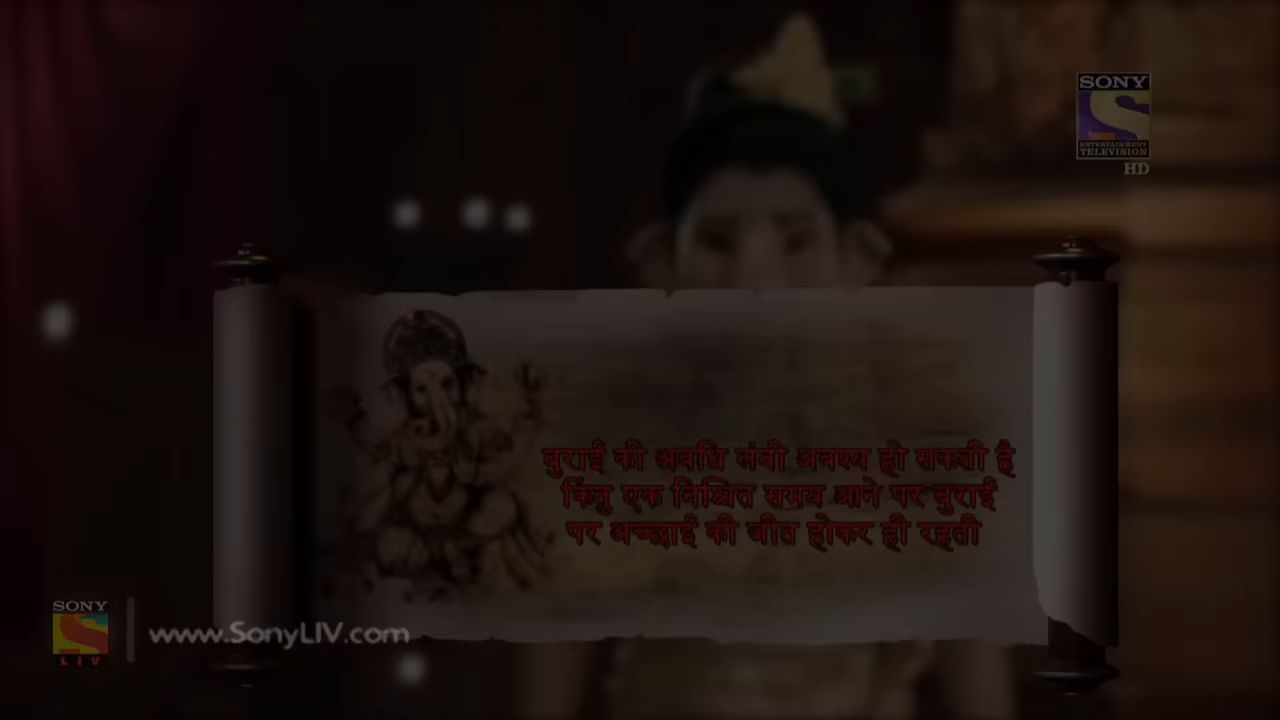 SONY
ENTERTAINMENT
TELEVISION
HD
बुराई की अवधि लंबी अवश्य हो सकती है
किंतु एक निश्चित समय आने पर बुराई
पर अच्छाई की जीत होकर ही रहती
SONY
LIV
www.SonyLIV.com